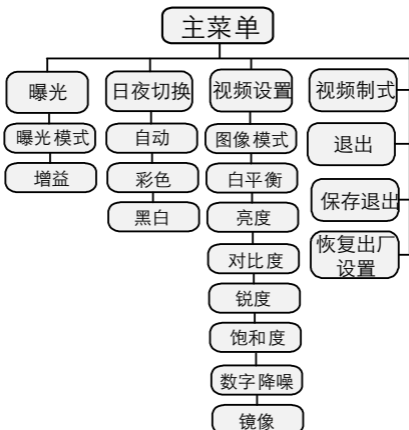 主菜单
曝光
曝光模式
增益
日夜切换
自动
彩色
黑白
视频设置
图像模式
白平衡
亮度
对比度
锐度
饱和度
数字降噪
镜像
视频制式
退出
保存退出
恢复出厂
设置